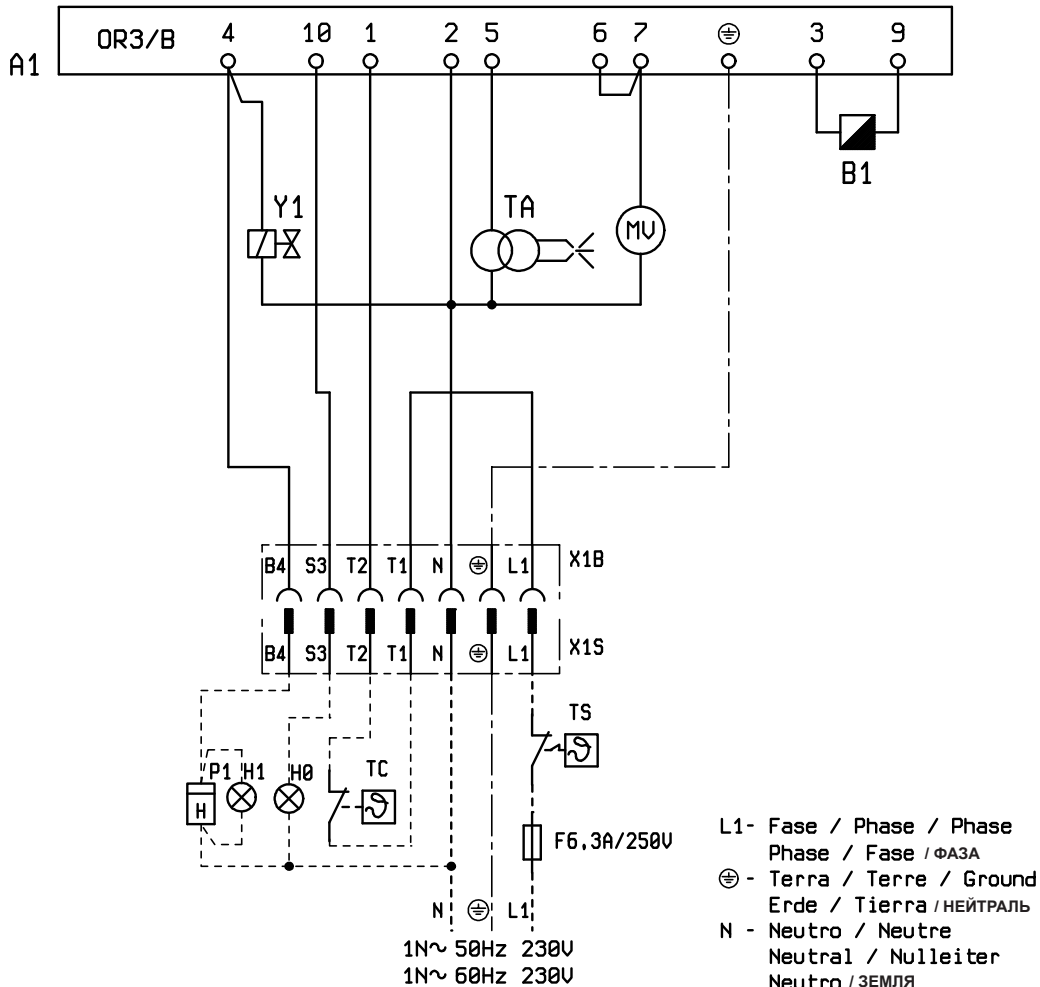 OR3/B 4 10 1 2 5 6 7 3 9
A1
B1
Y1 TA
MV
B4 S3 T2 T1 N L1 X1B
B4 S3 T2 T1 N L1 X1S
TS
P1 H1 H0 TC
H
F6,3A/250V
N L1
1N~ 50Hz 230V
1N~ 60Hz 230V
L1- Fase / Phase / Phase
Phase / Fase / ФАЗА
⏚ - Terra / Terre / Ground
Erde / Tierra / НЕЙТРАЛЬ
N - Neutro / Neutre
Neutral / Nulleiter
Neutro / ЗЕМЛЯ